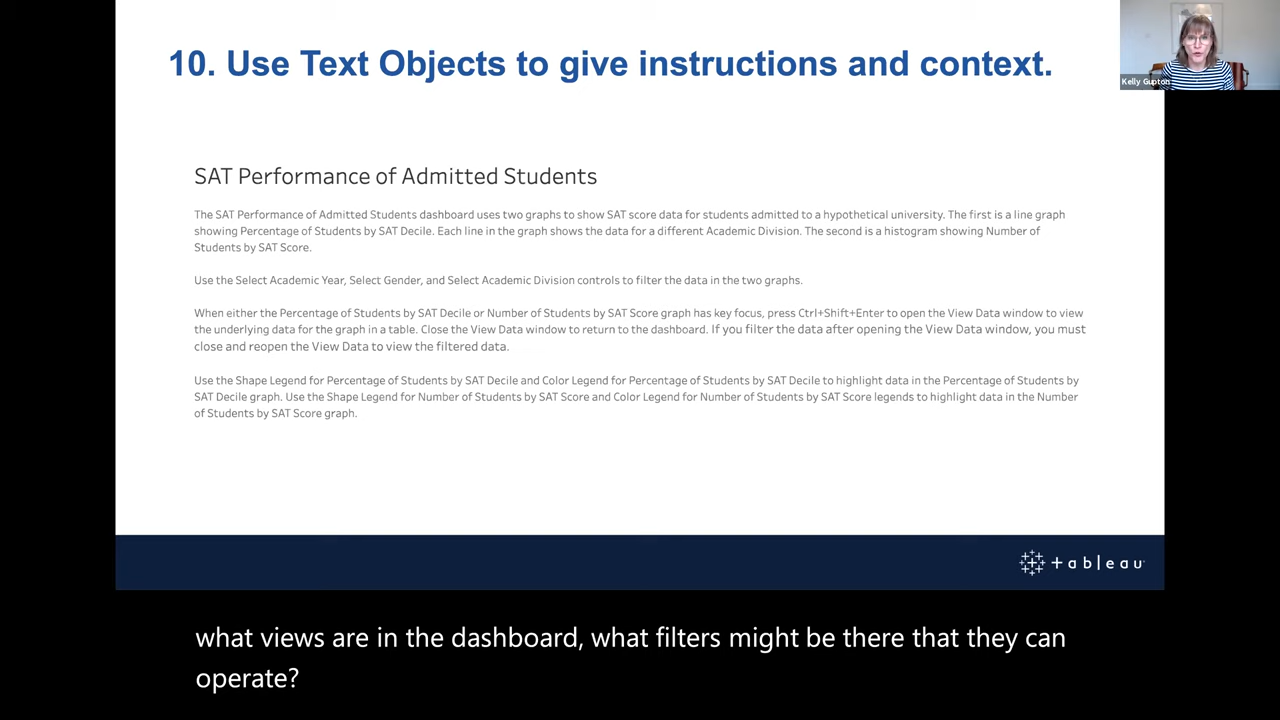 10. Use Text Objects to give instructions and context.
Kelly Gupton
SAT Performance of Admitted Students
The SAT Performance of Admitted Students dashboard uses two graphs to show SAT score data for students admitted to a hypothetical university. The first is a line graph
showing Percentage of Students by SAT Decile. Each line in the graph shows the data for a different Academic Division. The second is a histogram showing Number of
Students by SAT Score.
Use the Select Academic Year, Select Gender, and Select Academic Division controls to filter the data in the two graphs.
When either the Percentage of Students by SAT Decile or Number of Students by SAT Score graph has key focus, press Ctrl+Shift+Enter to open the View Data window to view
the underlying data for the graph in a table. Close the View Data window to return to the dashboard. If you filter the data after opening the View Data window, you must
close and reopen the View Data to view the filtered data.
Use the Shape Legend for Percentage of Students by SAT Decile and Color Legend for Percentage of Students by SAT Decile to highlight data in the Percentage of Students by
SAT Decile graph. Use the Shape Legend for Number of Students by SAT Score and Color Legend for Number of Students by SAT Score legends to highlight data in the Number
of Students by SAT Score graph.
+ableau
what views are in the dashboard, what filters might be there that they can
operate?